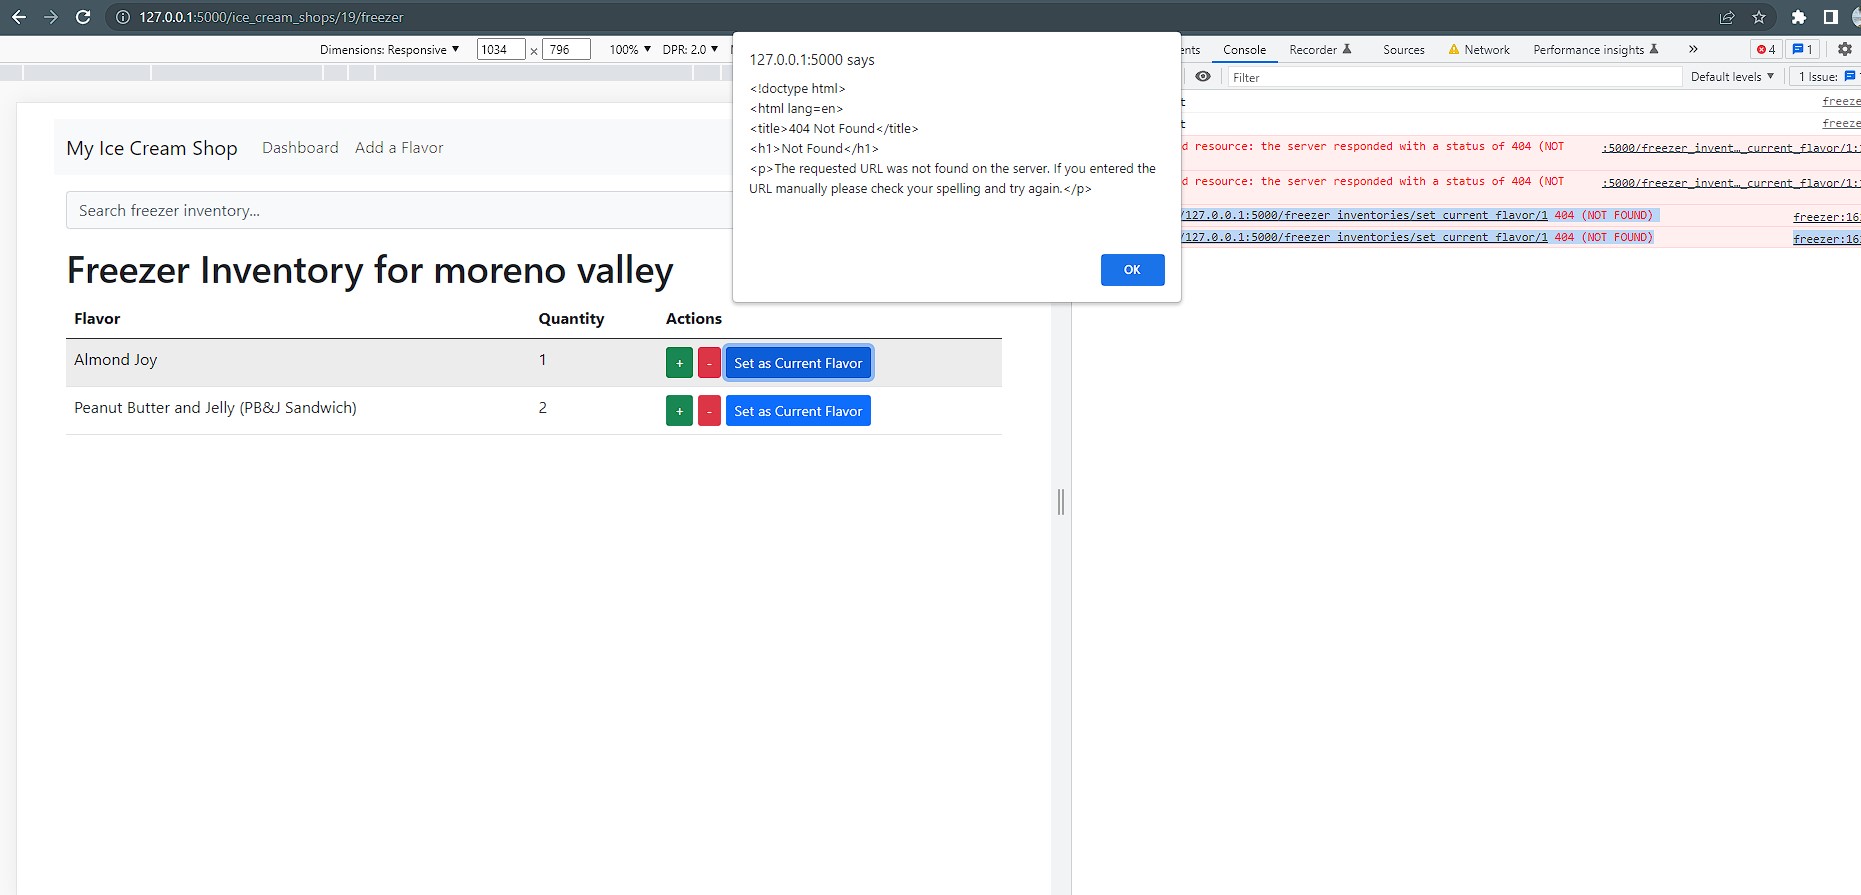 127.0.0.1:5000/ice_cream_shops/19/freezer
Dimensions: Responsive ▼ 1034 × 796 100% ▼ DPR: 2.0 ▼
Console Recorder Sources Network Performance insights » 4 1
Filter Default levels ▼ 1 Issue:
127.0.0.1:5000 says
<!doctype html>
<html lang=en>
<title>404 Not Found</title>
<h1>Not Found</h1>
<p>The requested URL was not found on the server. If you entered the
URL manually please check your spelling and try again.</p>
OK
My Ice Cream Shop Dashboard Add a Flavor
Search freezer inventory...
Freezer Inventory for moreno valley
Flavor Quantity Actions
Almond Joy 1 + - Set as Current Flavor
Peanut Butter and Jelly (PB&J Sandwich) 2 + - Set as Current Flavor
t freeze
t freeze
d resource: the server responded with a status of 404 (NOT :5000/freezer_invent…_current_flavor/1:
d resource: the server responded with a status of 404 (NOT :5000/freezer_invent…_current_flavor/1:
/127.0.0.1:5000/freezer_inventories/set_current_flavor/1 404 (NOT FOUND) freezer:16
/127.0.0.1:5000/freezer_inventories/set_current_flavor/1 404 (NOT FOUND) freezer:16